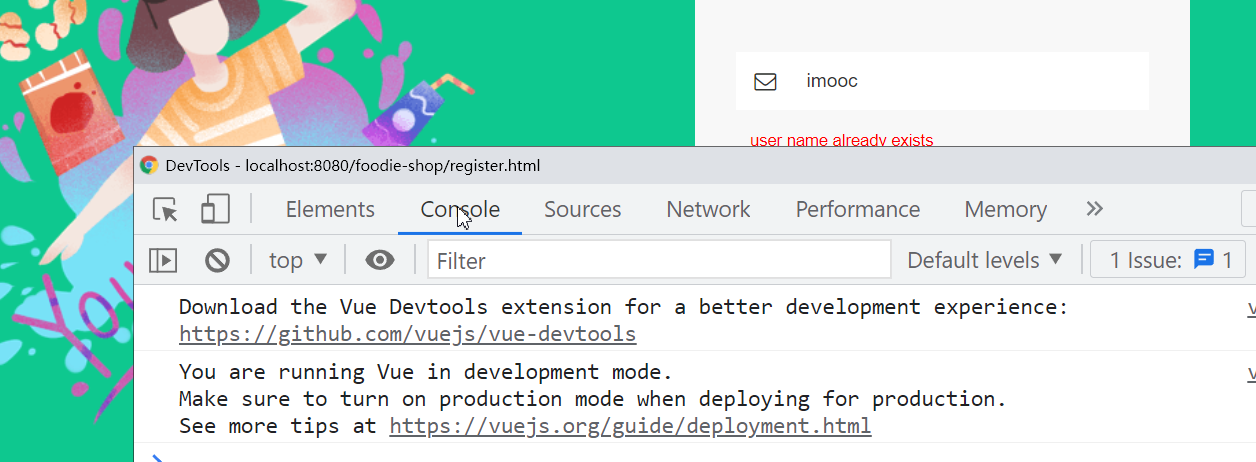 imooc
user name already exists
DevTools - localhost:8080/foodie-shop/register.html
Elements Console Sources Network Performance Memory
top Filter Default levels 1 Issue: 1
Download the Vue Devtools extension for a better development experience:
https://github.com/vuejs/vue-devtools
You are running Vue in development mode.
Make sure to turn on production mode when deploying for production.
See more tips at https://vuejs.org/guide/deployment.html
You